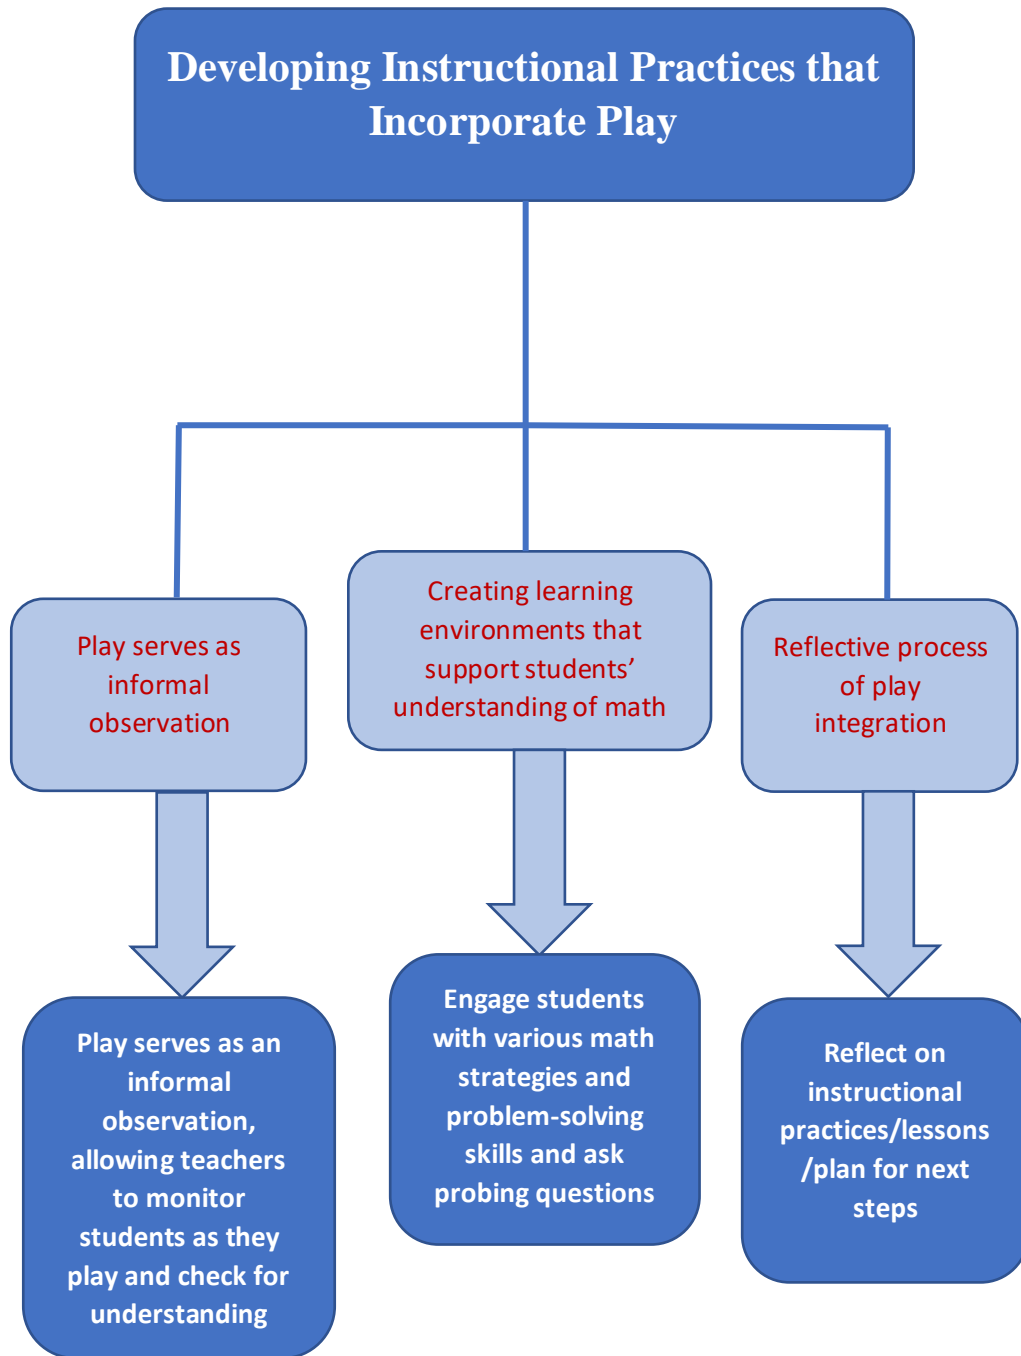 Developing Instructional Practices that
Incorporate Play
Play serves as
informal
observation
Creating learning
environments that
support students’
understanding of math
Reflective process
of play
integration
Play serves as an
informal
observation,
allowing teachers
to monitor
students as they
play and check for
understanding
Engage students
with various math
strategies and
problem-solving
skills and ask
probing questions
Reflect on
instructional
practices/lessons
/plan for next
steps